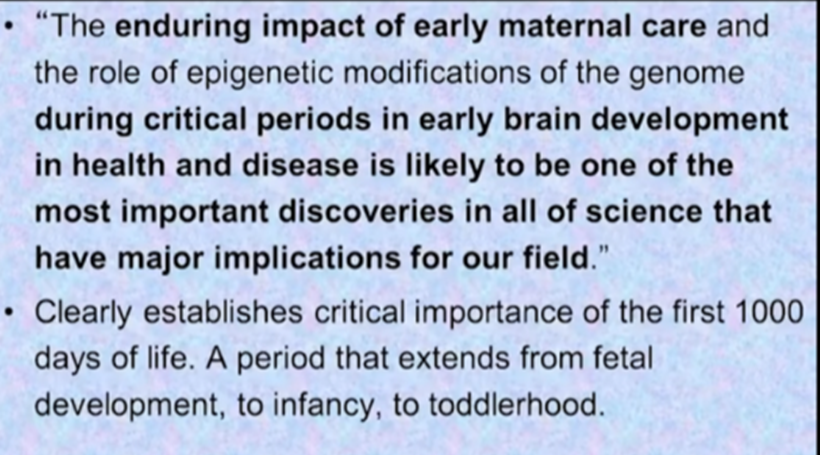 • “The enduring impact of early maternal care and
the role of epigenetic modifications of the genome
during critical periods in early brain development
in health and disease is likely to be one of the
most important discoveries in all of science that
have major implications for our field.”
• Clearly establishes critical importance of the first 1000
days of life. A period that extends from fetal
development, to infancy, to toddlerhood.